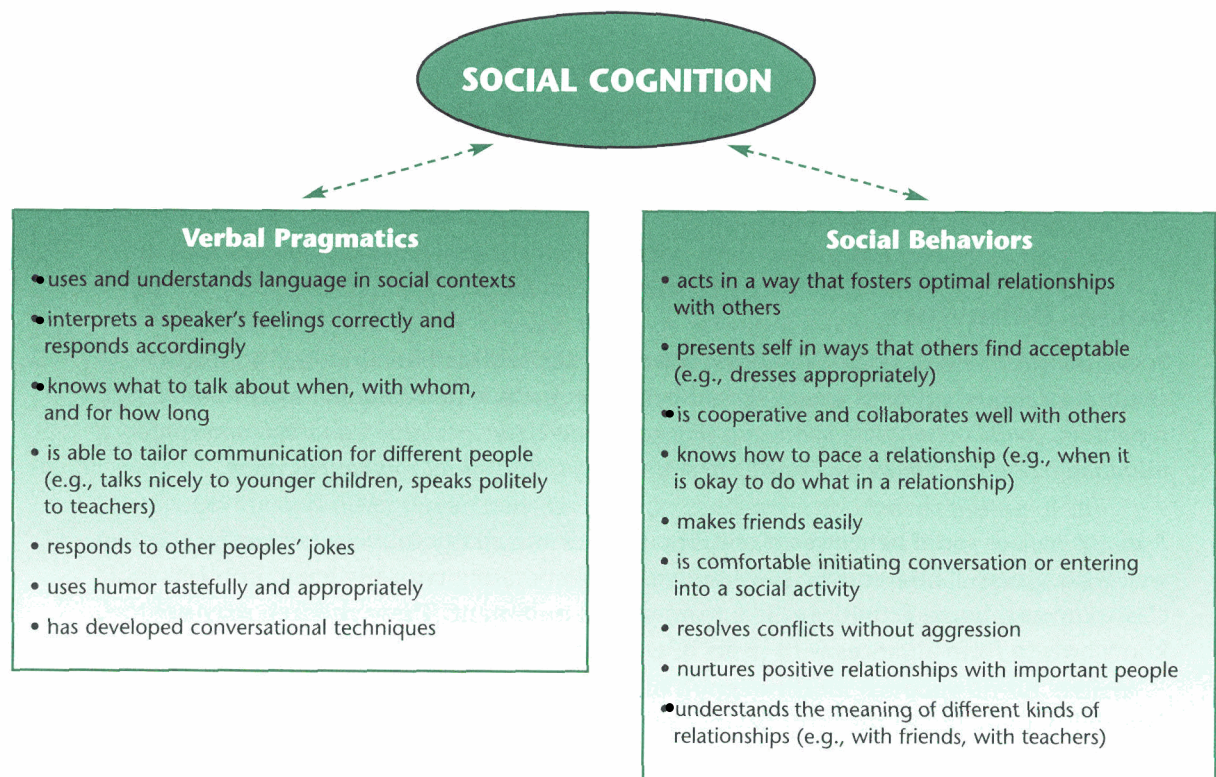 SOCIAL COGNITION
Verbal Pragmatics
• uses and understands language in social contexts
• interprets a speaker's feelings correctly and
responds accordingly
• knows what to talk about when, with whom,
and for how long
• is able to tailor communication for different people
(e.g., talks nicely to younger children, speaks politely
to teachers)
• responds to other peoples' jokes
• uses humor tastefully and appropriately
• has developed conversational techniques
Social Behaviors
• acts in a way that fosters optimal relationships
with others
• presents self in ways that others find acceptable
(e.g., dresses appropriately)
• is cooperative and collaborates well with others
• knows how to pace a relationship (e.g., when it
is okay to do what in a relationship)
• makes friends easily
• is comfortable initiating conversation or entering
into a social activity
• resolves conflicts without aggression
• nurtures positive relationships with important people
• understands the meaning of different kinds of
relationships (e.g., with friends, with teachers)